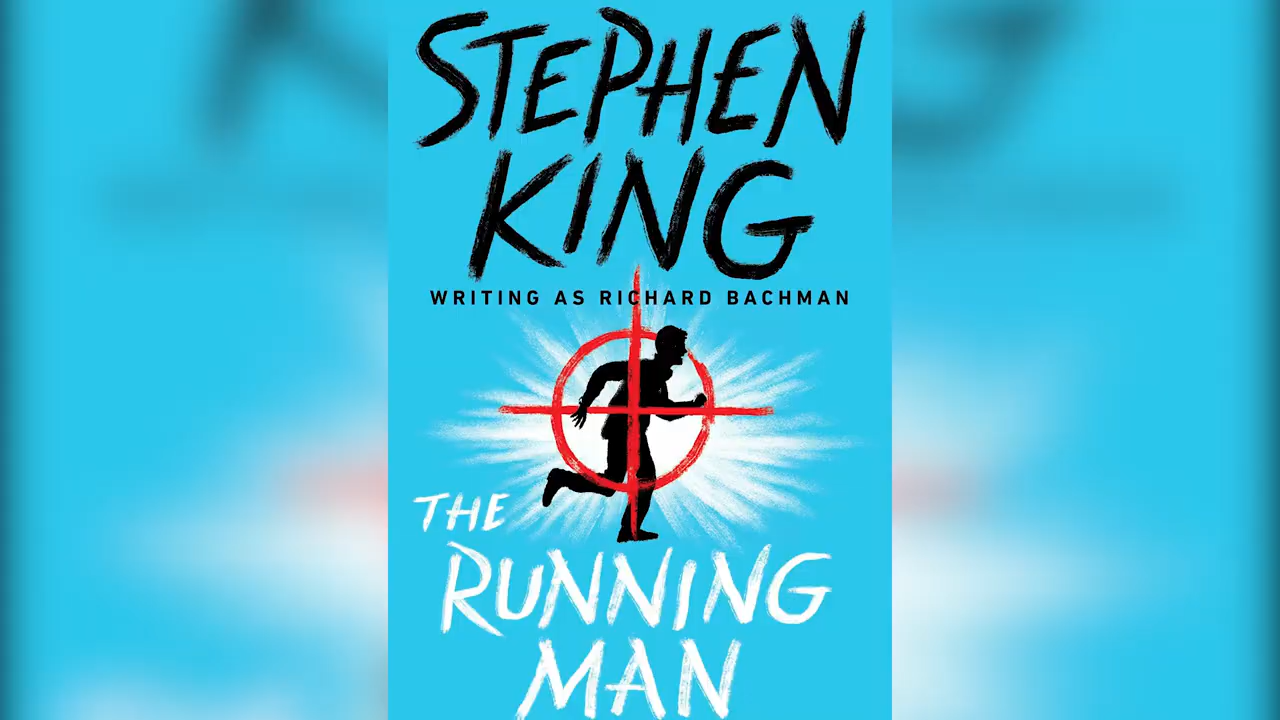 STEPHEN
KING
WRITING AS RICHARD BACHMAN
THE
RUNNING
MAN